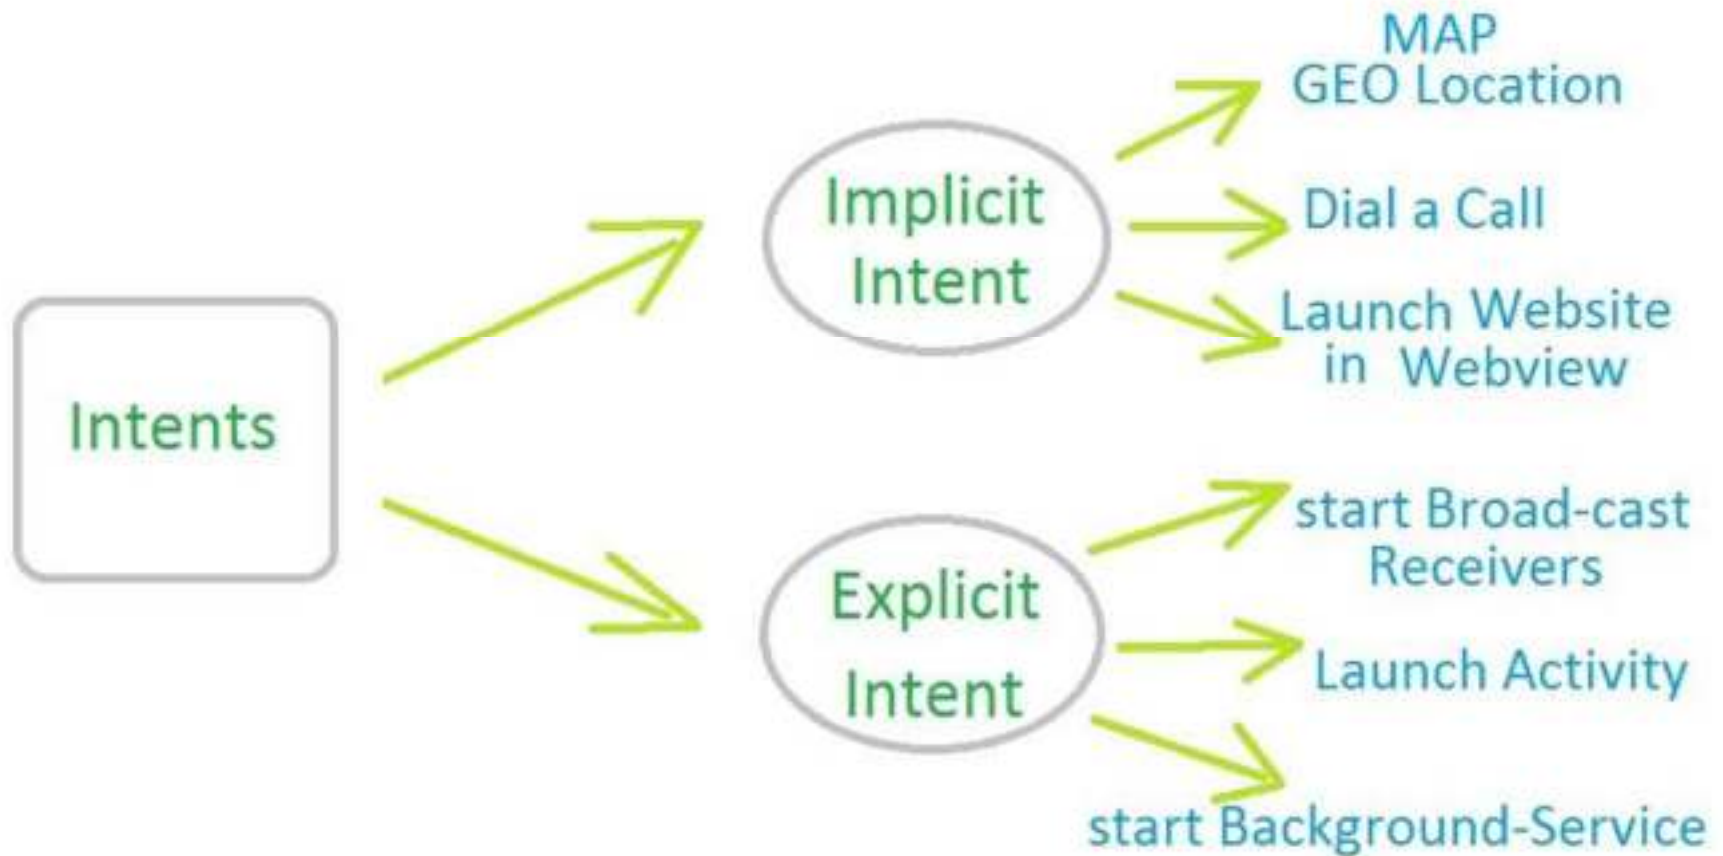 Intents
Implicit
Intent
MAP
GEO Location
Dial a Call
Launch Website
in Webview
Explicit
Intent
start Broad-cast
Receivers
Launch Activity
start Background-Service